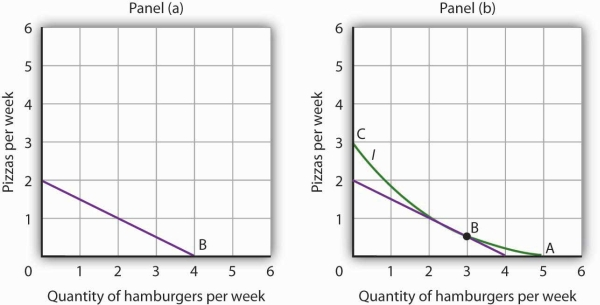 Panel (a)
6
5
4
3
2
1
0
1 2 3 4 5 6
B
Pizzas per week
Quantity of hamburgers per week
Panel (b)
6
5
4
3
2
1
0
1 2 3 4 5 6
C
I
B
A
Pizzas per week
Quantity of hamburgers per week